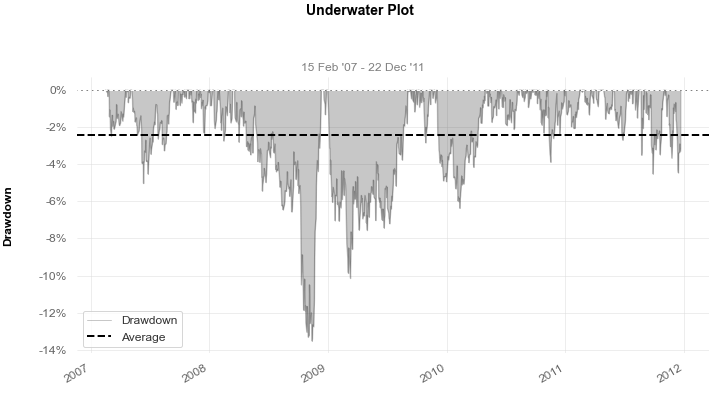 Underwater Plot
15 Feb '07 - 22 Dec '11
0%
-2%
-4%
-6%
-8%
-10%
-12%
-14%
Drawdown
Drawdown
Average
2007
2008
2009
2010
2011
2012